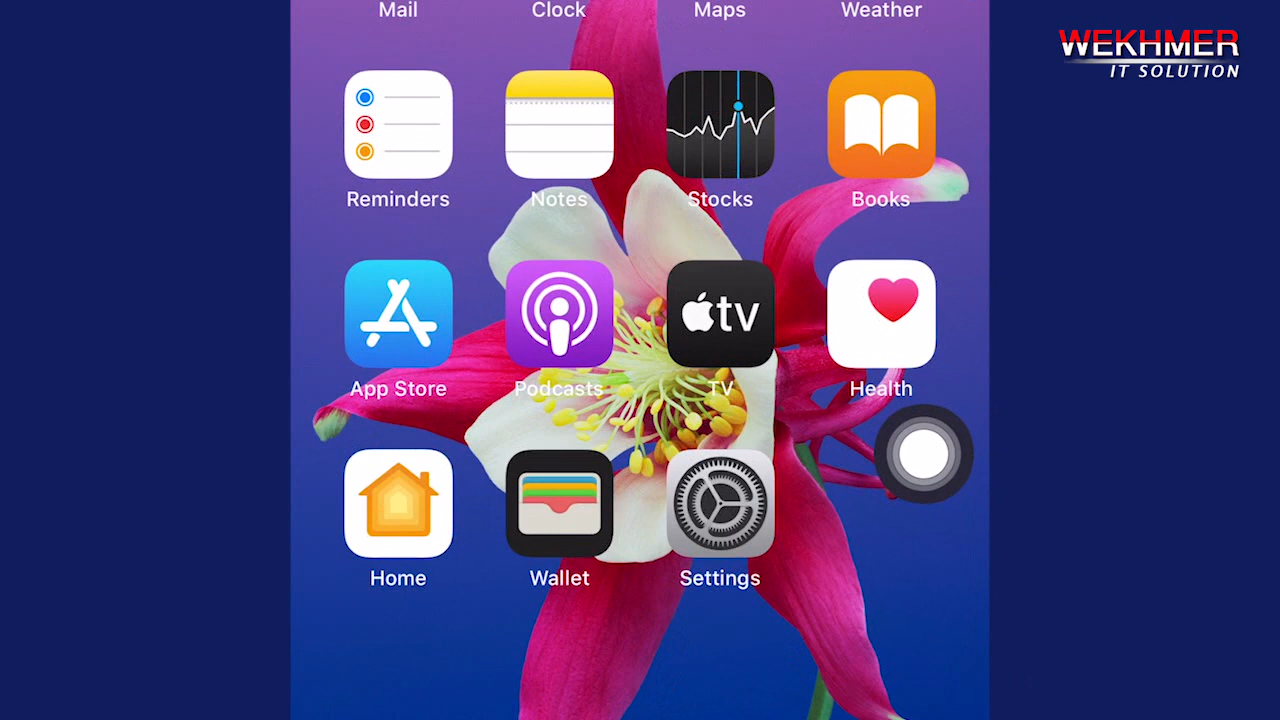 Mail Clock Maps Weather
WEKHMER
IT SOLUTION
Reminders Notes Stocks Books
tv
App Store Podcasts TV Health
Home Wallet Settings